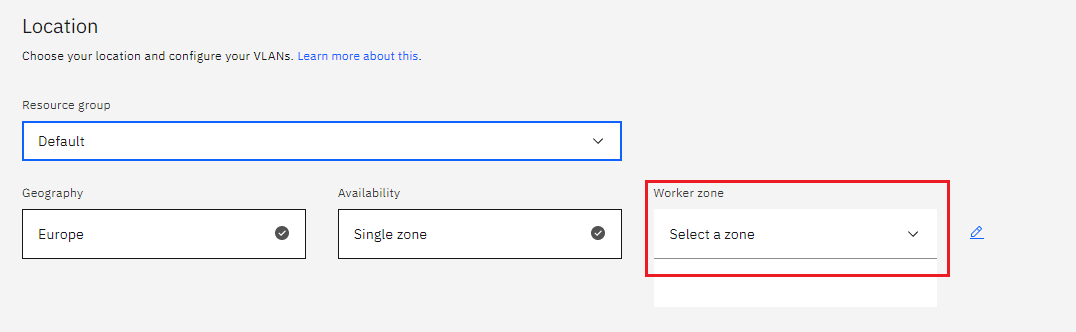 Location
Choose your location and configure your VLANs. Learn more about this.
Resource group
Default
Geography
Availability
Worker zone
Europe
Single zone
Select a zone